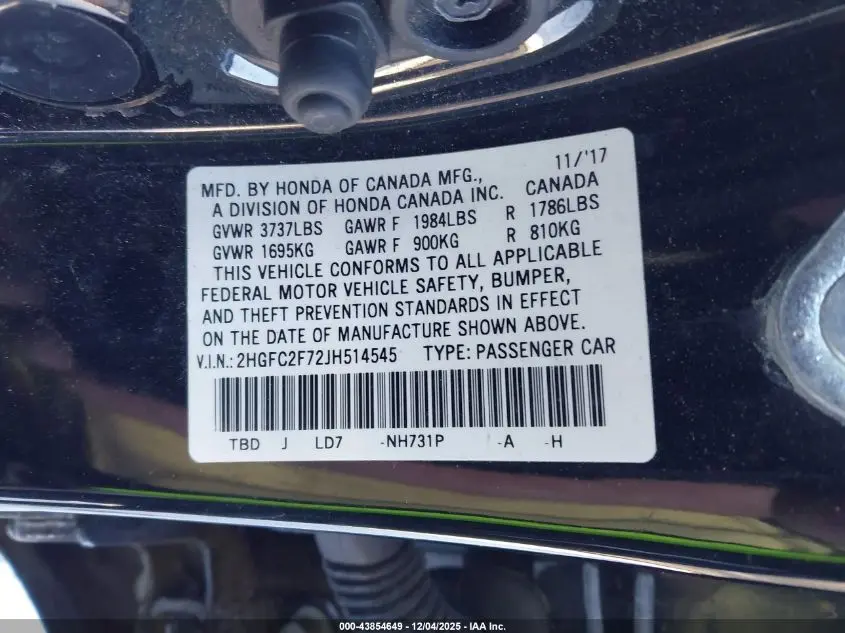 11/'17
MFD. BY HONDA OF CANADA MFG.,
A DIVISION OF HONDA CANADA INC. CANADA
GVWR 3737LBS GAWR F 1984LBS R 1786LBS
GVWR 1695KG GAWR F 900KG R 810KG
THIS VEHICLE CONFORMS TO ALL APPLICABLE
FEDERAL MOTOR VEHICLE SAFETY, BUMPER,
AND THEFT PREVENTION STANDARDS IN EFFECT
ON THE DATE OF MANUFACTURE SHOWN ABOVE.
V.I.N.: 2HGFC2F72JH514545 TYPE: PASSENGER CAR
TBD J LD7 -NH731P -A -H
000-43854649 - 12/04/2025 - IAA Inc.